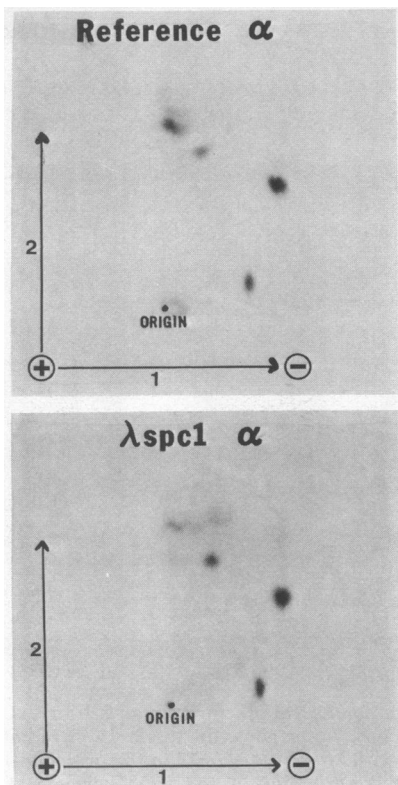 Reference α
2
ORIGIN
+
1
−
λspc1 α
2
ORIGIN
+
1
−